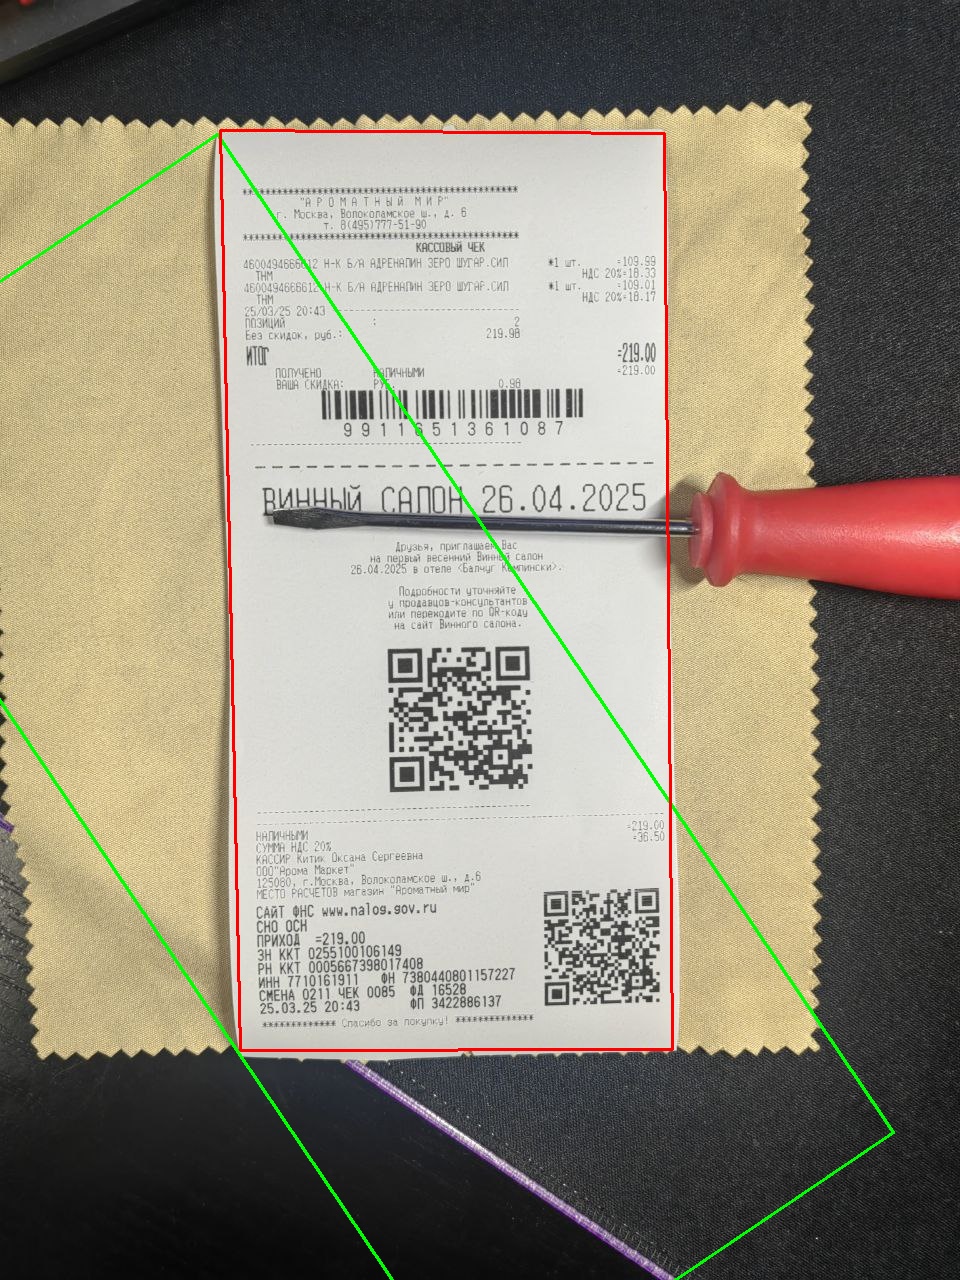 "АРОМАТНЫЙ МИР"
г. Москва, Волоколамское ш., д. 6
т. 8(495)777-51-90
КАССОВЫЙ ЧЕК
4600494666612 Н-К Б/А АДРЕНАЛИН ЗЕРО ШУГАР.СИЛ *1 шт. =109.99
ТНМ НДС 20%=18.33
4600494666612 Н-К Б/А АДРЕНАЛИН ЗЕРО ШУГАР.СИЛ *1 шт. =109.01
ТНМ НДС 20%=18.17
25/03/25 20:43
ПОЗИЦИЙ : 2
Без скидок, руб.: 219.98
ИТОГ =219.00
ПОЛУЧЕНО НАЛИЧНЫМИ =219.00
ВАША СКИДКА: РУБ. 0.98
9911651361087
ВИННЫЙ САЛОН 26.04.2025
Друзья, приглашаем Вас
на первый весенний Винный салон
26.04.2025 в отеле <Балчуг Кемпински>.
Подробности уточняйте
у продавцов-консультантов
или переходите по QR-коду
на сайт Винного салона.
НАЛИЧНЫМИ =219.00
СУММА НДС 20% =36.50
КАССИР Китик Оксана Сергеевна
ООО"Арома Маркет"
125080, г.Москва, Волоколамское ш., д.6
МЕСТО РАСЧЕТОВ магазин "Ароматный мир"
САЙТ ФНС www.nalog.gov.ru
СНО ОСН
ПРИХОД =219.00
ЗН ККТ 0255100106149
РН ККТ 0005667398017408
ИНН 7710161911 ФН 7380440801157227
СМЕНА 0211 ЧЕК 0085 ФД 16528
25.03.25 20:43 ФП 3422886137
************* Спасибо за покупку! *************